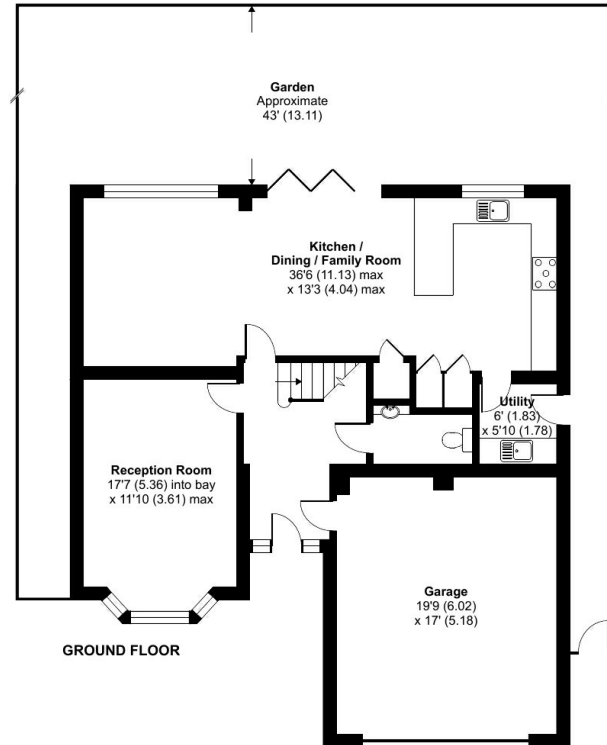 Garden
Approximate
43' (13.11)
Kitchen /
Dining / Family Room
36'6 (11.13) max
x 13'3 (4.04) max
Utility
6' (1.83)
x 5'10 (1.78)
Reception Room
17'7 (5.36) into bay
x 11'10 (3.61) max
Garage
19'9 (6.02)
x 17' (5.18)
GROUND FLOOR